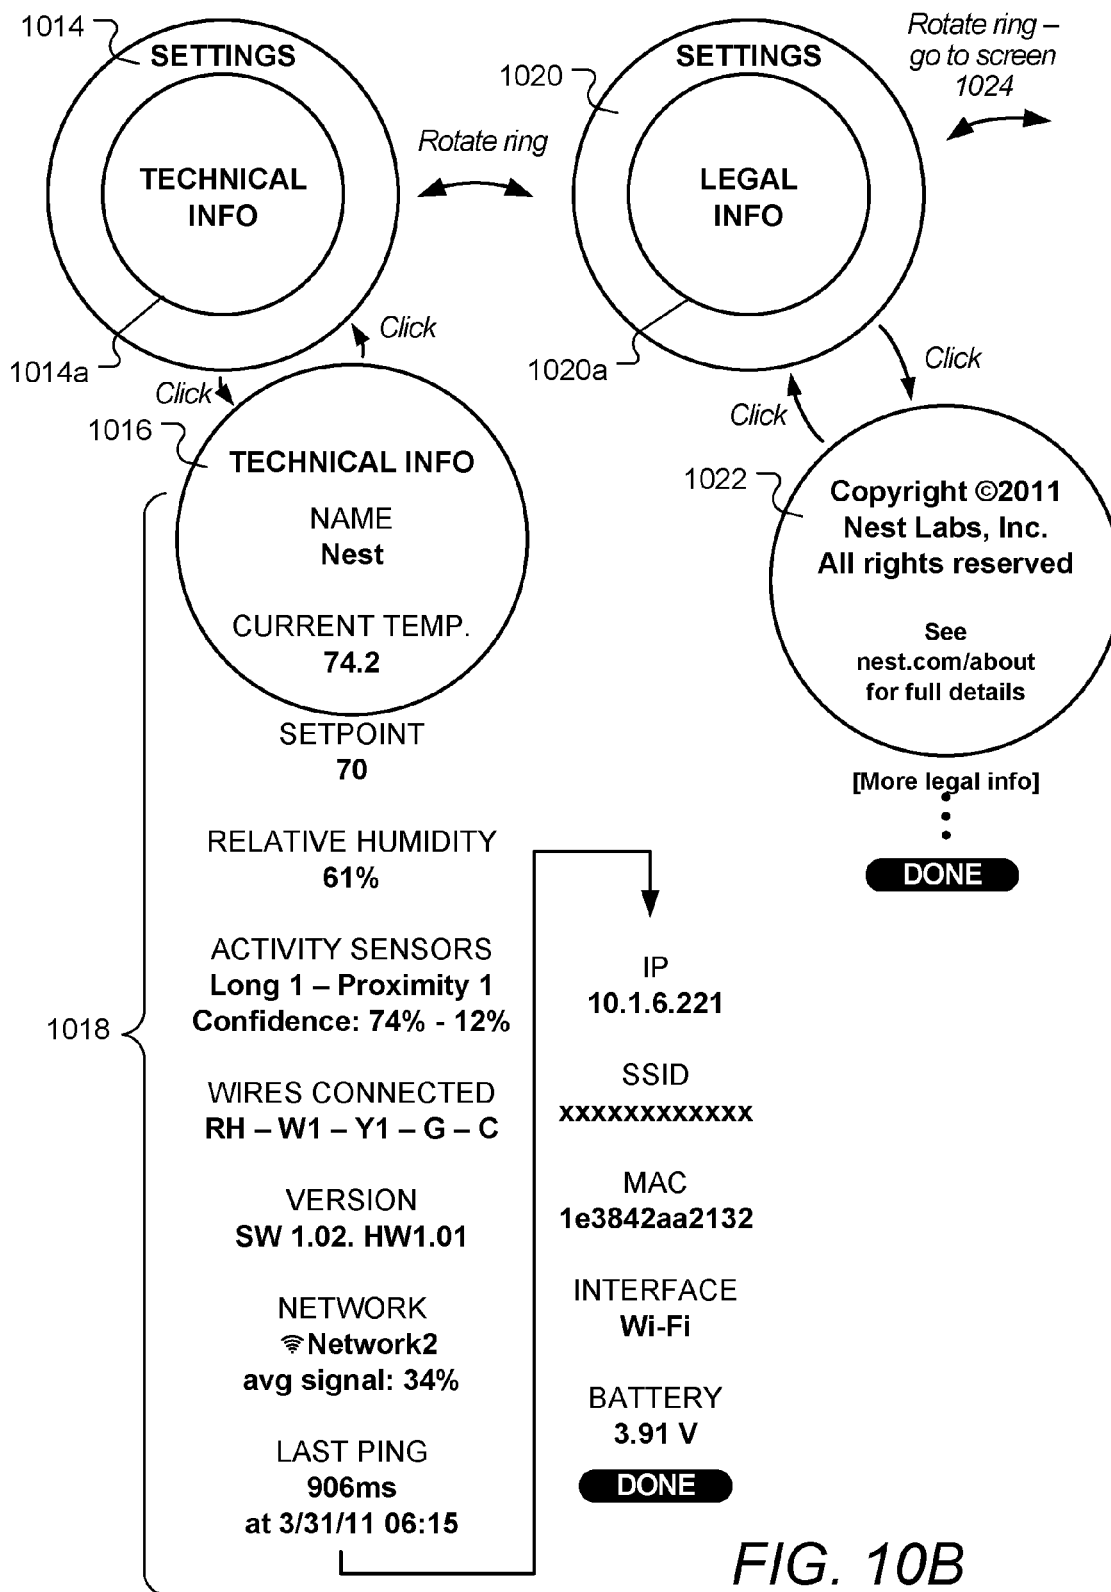 1014
SETTINGS
TECHNICAL
INFO
1014a
Rotate ring
1020
SETTINGS
LEGAL
INFO
1020a
Rotate ring –
go to screen
1024
Click
Click
1016
TECHNICAL INFO
NAME
Nest
CURRENT TEMP.
74.2
SETPOINT
70
RELATIVE HUMIDITY
61%
ACTIVITY SENSORS
Long 1 – Proximity 1
Confidence: 74% - 12%
1018
WIRES CONNECTED
RH – W1 – Y1 – G – C
VERSION
SW 1.02. HW1.01
NETWORK
Network2
avg signal: 34%
LAST PING
906ms
at 3/31/11 06:15
IP
10.1.6.221
SSID
xxxxxxxxxxxx
MAC
1e3842aa2132
INTERFACE
Wi-Fi
BATTERY
3.91 V
DONE
Click
Click
1022
Copyright ©2011
Nest Labs, Inc.
All rights reserved
See
nest.com/about
for full details
[More legal info]
DONE
FIG. 10B